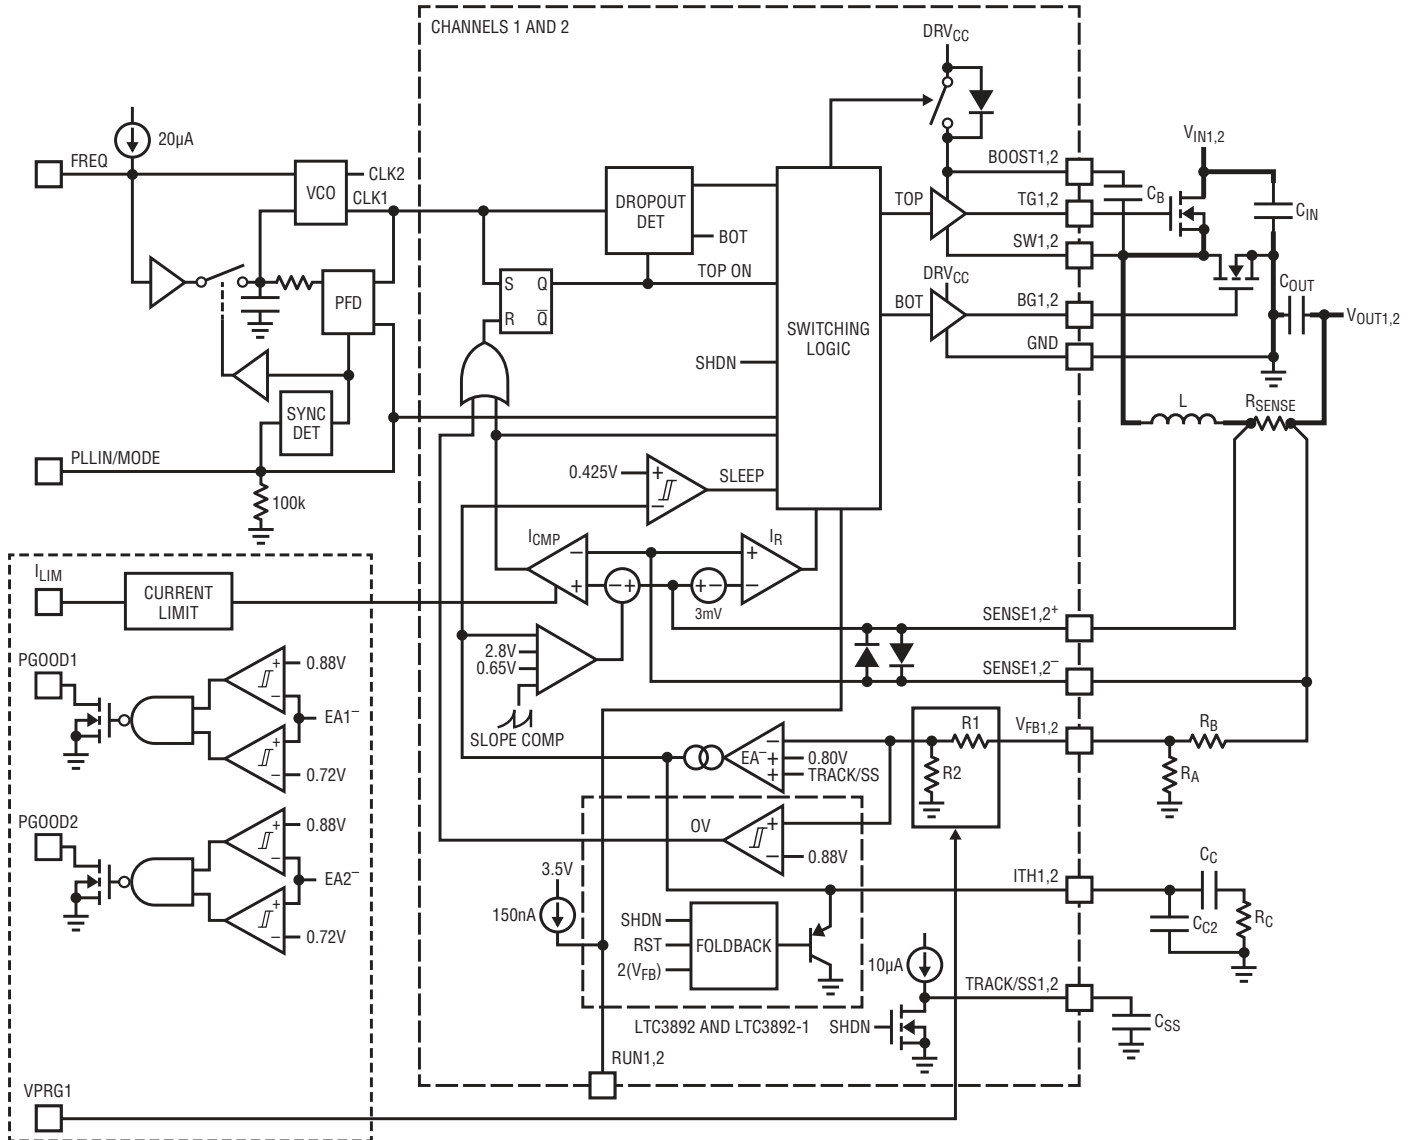 CHANNELS 1 AND 2
DRVCC
20µA
FREQ
VCO
CLK2
CLK1
DROPOUT
DET
BOT
TOP ON
PFD
S Q
R Q̅
SYNC
DET
PLLIN/MODE
100k
SHDN
SWITCHING
LOGIC
TOP
BOT
DRVCC
BOOST1,2
TG1,2
SW1,2
BG1,2
GND
VIN1,2
CB
CIN
COUT
VOUT1,2
L
RSENSE
0.425V
+
−
SLEEP
ICMP
−
+
− +
+ −
3mV
IR
+
−
ILIM
CURRENT
LIMIT
2.8V
0.65V
SLOPE COMP
SENSE1,2+
SENSE1,2−
PGOOD1
+
−
0.88V
EA1−
+
−
0.72V
PGOOD2
+
−
0.88V
EA2−
+
−
0.72V
VFB1,2
R1
R2
RB
RA
−
EA− +
+
0.80V
TRACK/SS
OV
+
−
0.88V
3.5V
150nA
SHDN
RST
2(VFB)
FOLDBACK
ITH1,2
CC
CC2
RC
10µA
TRACK/SS1,2
CSS
SHDN
LTC3892 AND LTC3892-1
RUN1,2
VPRG1